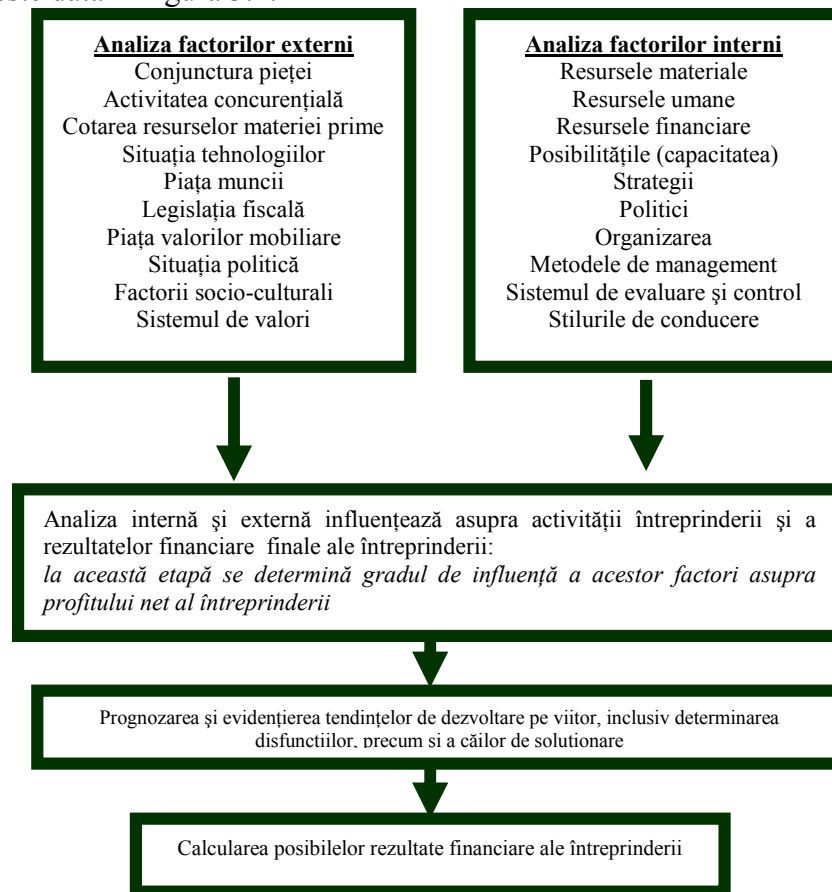 Analiza factorilor externi
Conjunctura pieței
Activitatea concurențială
Cotarea resurselor materiei prime
Situația tehnologiilor
Piața muncii
Legislația fiscală
Piața valorilor mobiliare
Situația politică
Factorii socio-culturali
Sistemul de valori
Analiza factorilor interni
Resursele materiale
Resursele umane
Resursele financiare
Posibilitățile (capacitatea)
Strategii
Politici
Organizarea
Metodele de management
Sistemul de evaluare şi control
Stilurile de conducere
Analiza internă şi externă influențează asupra activității întreprinderii şi a
rezultatelor financiare finale ale întreprinderii:
la această etapă se determină gradul de influență a acestor factori asupra
profitului net al întreprinderii
Prognozarea şi evidențierea tendințelor de dezvoltare pe viitor, inclusiv determinarea
disfuncțiilor, precum şi a căilor de soluționare
Calcularea posibilelor rezultate financiare ale întreprinderii